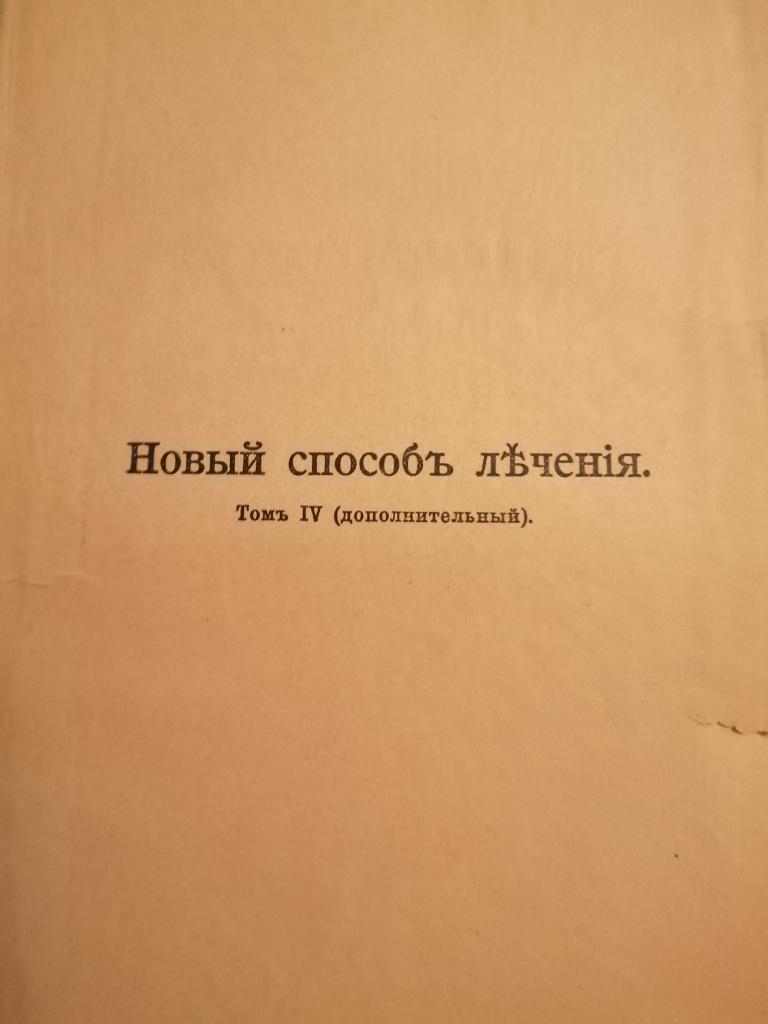 Новый способъ лѣченія.
Томъ IV (дополнительный).